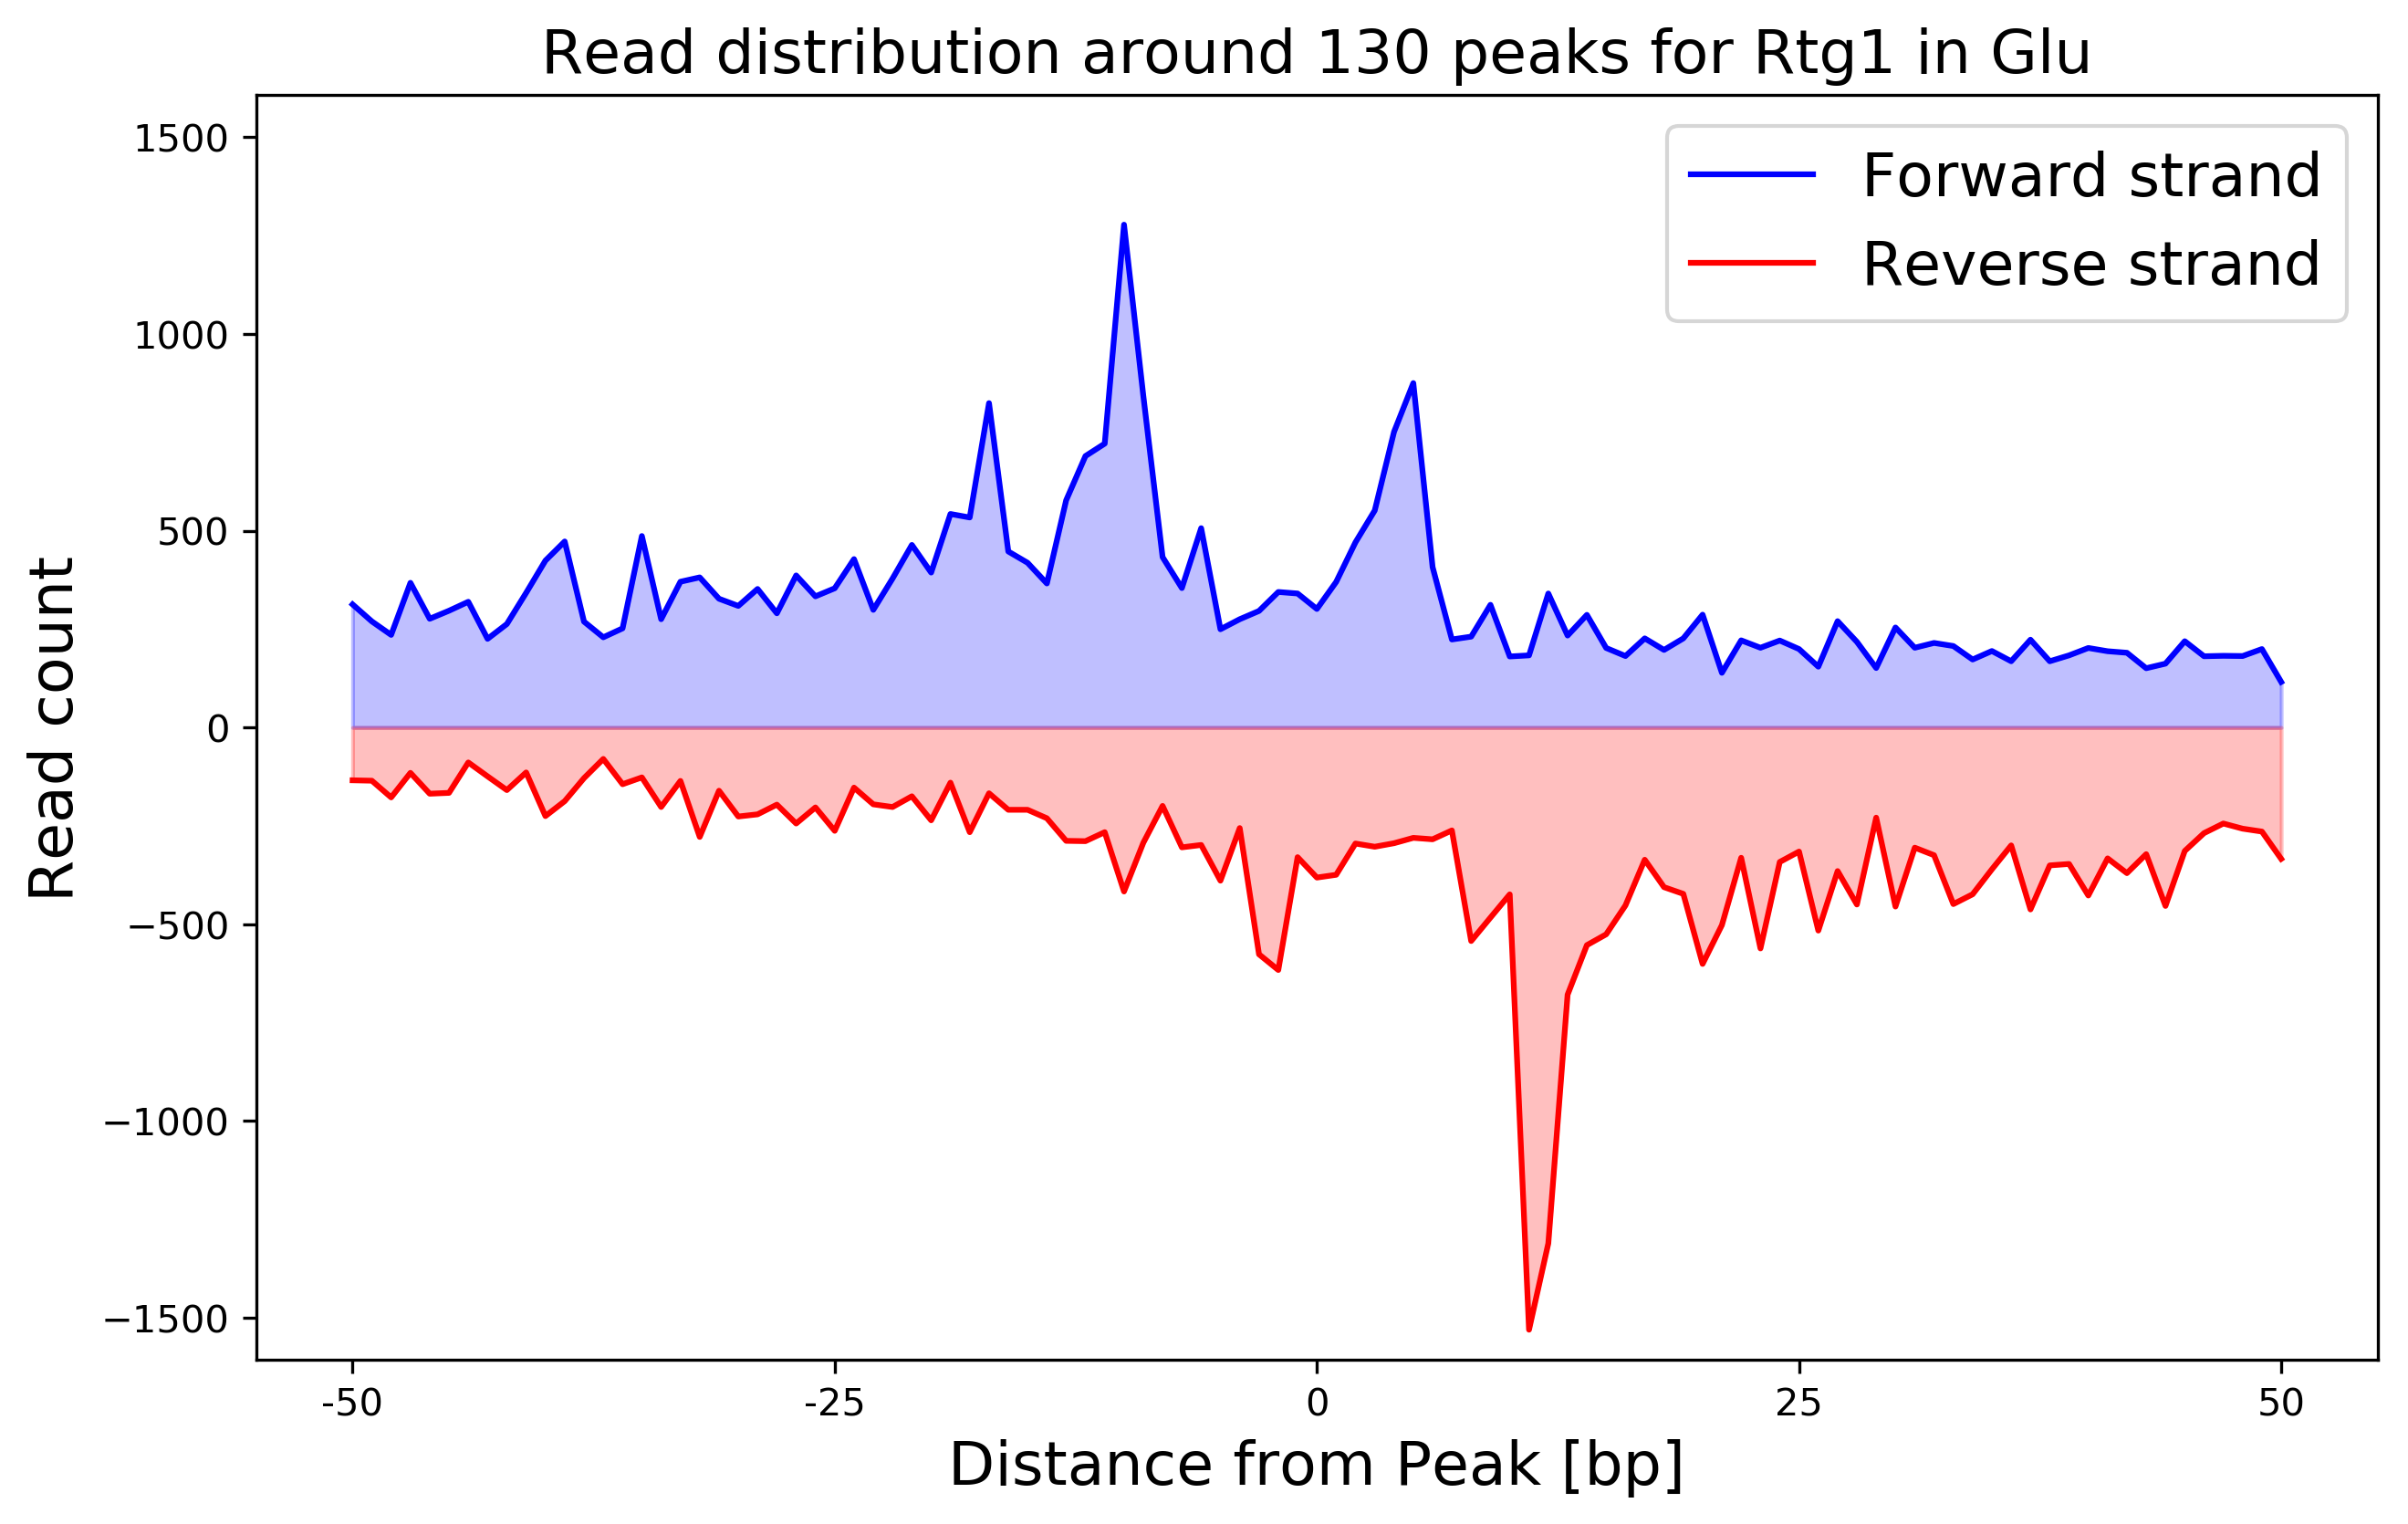 Read distribution around 130 peaks for Rtg1 in Glu
Forward strand
Reverse strand
Read count
1500
1000
500
0
−500
−1000
−1500
-50 -25 0 25 50
Distance from Peak [bp]